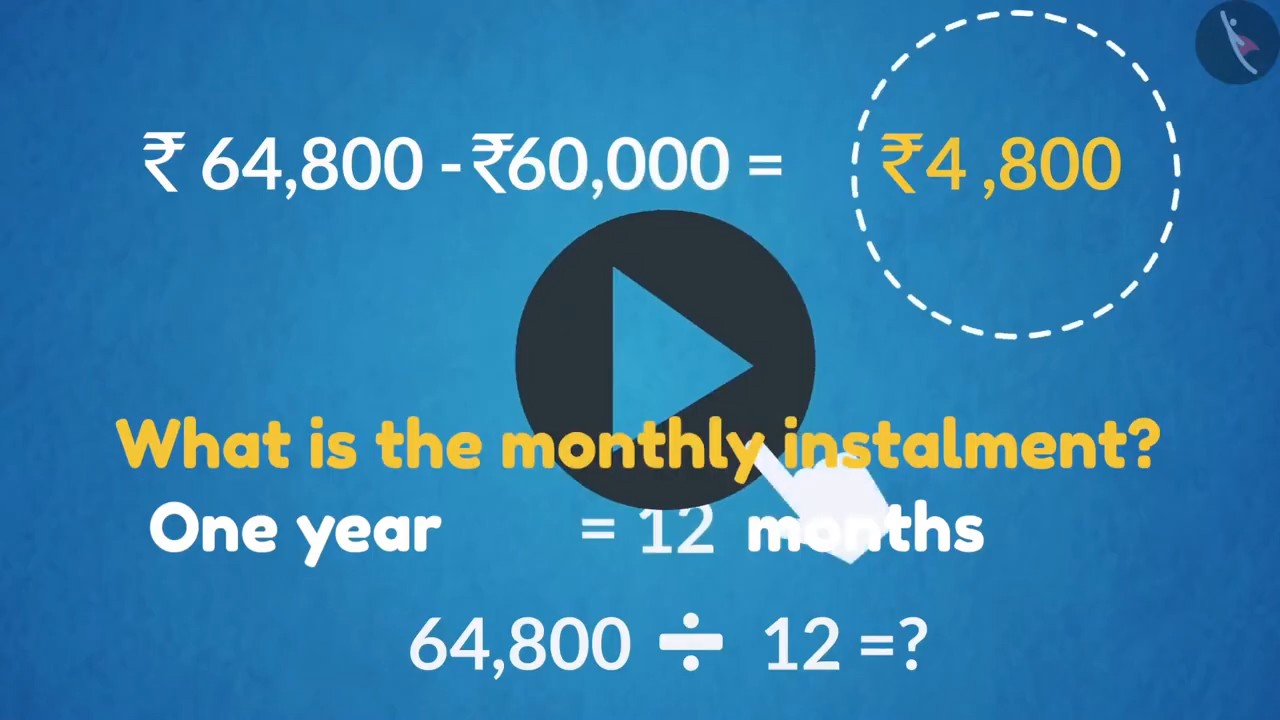 ₹ 64,800 - ₹60,000 = ₹4 ,800
What is the monthly instalment?
One year = 12 months
64,800 ÷ 12 =?